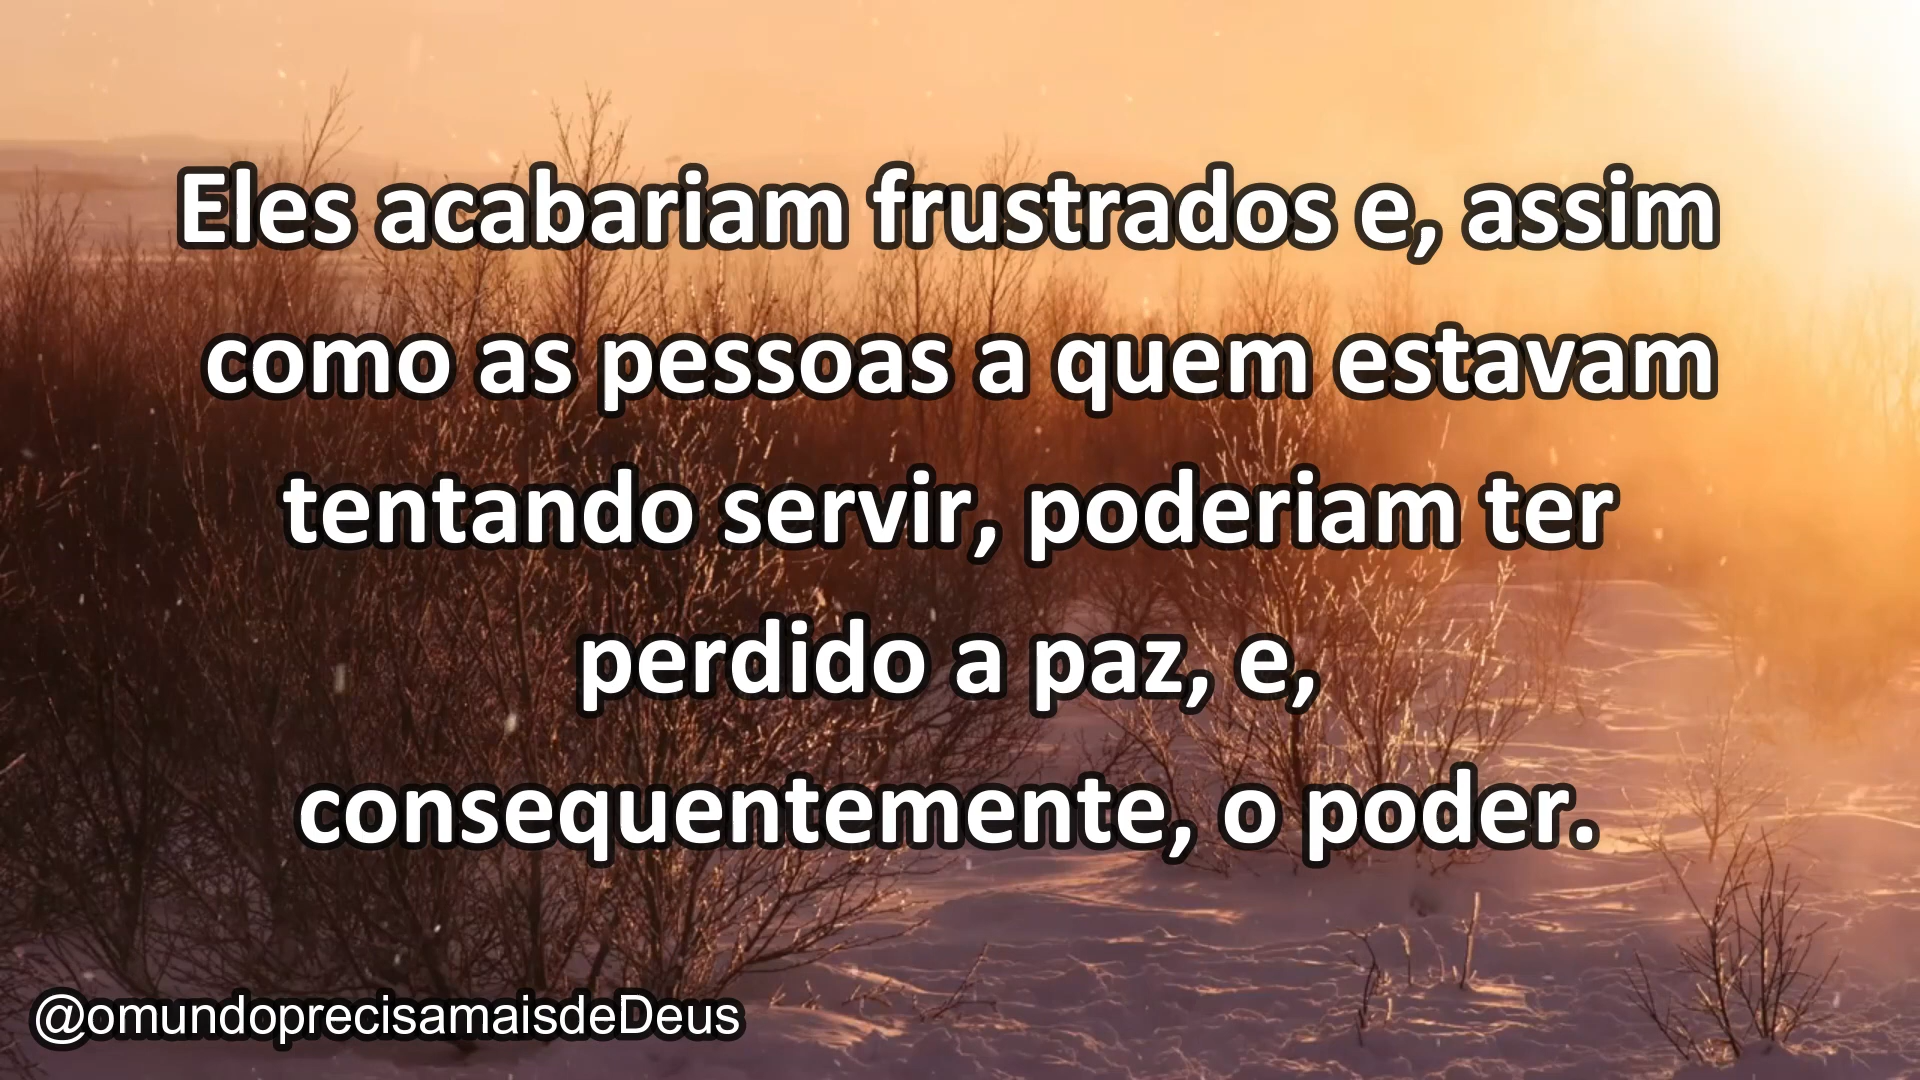 Eles acabariam frustrados e, assim
como as pessoas a quem estavam
tentando servir, poderiam ter
perdido a paz, e,
consequentemente, o poder.
@omundoprecisamaisdeDeus